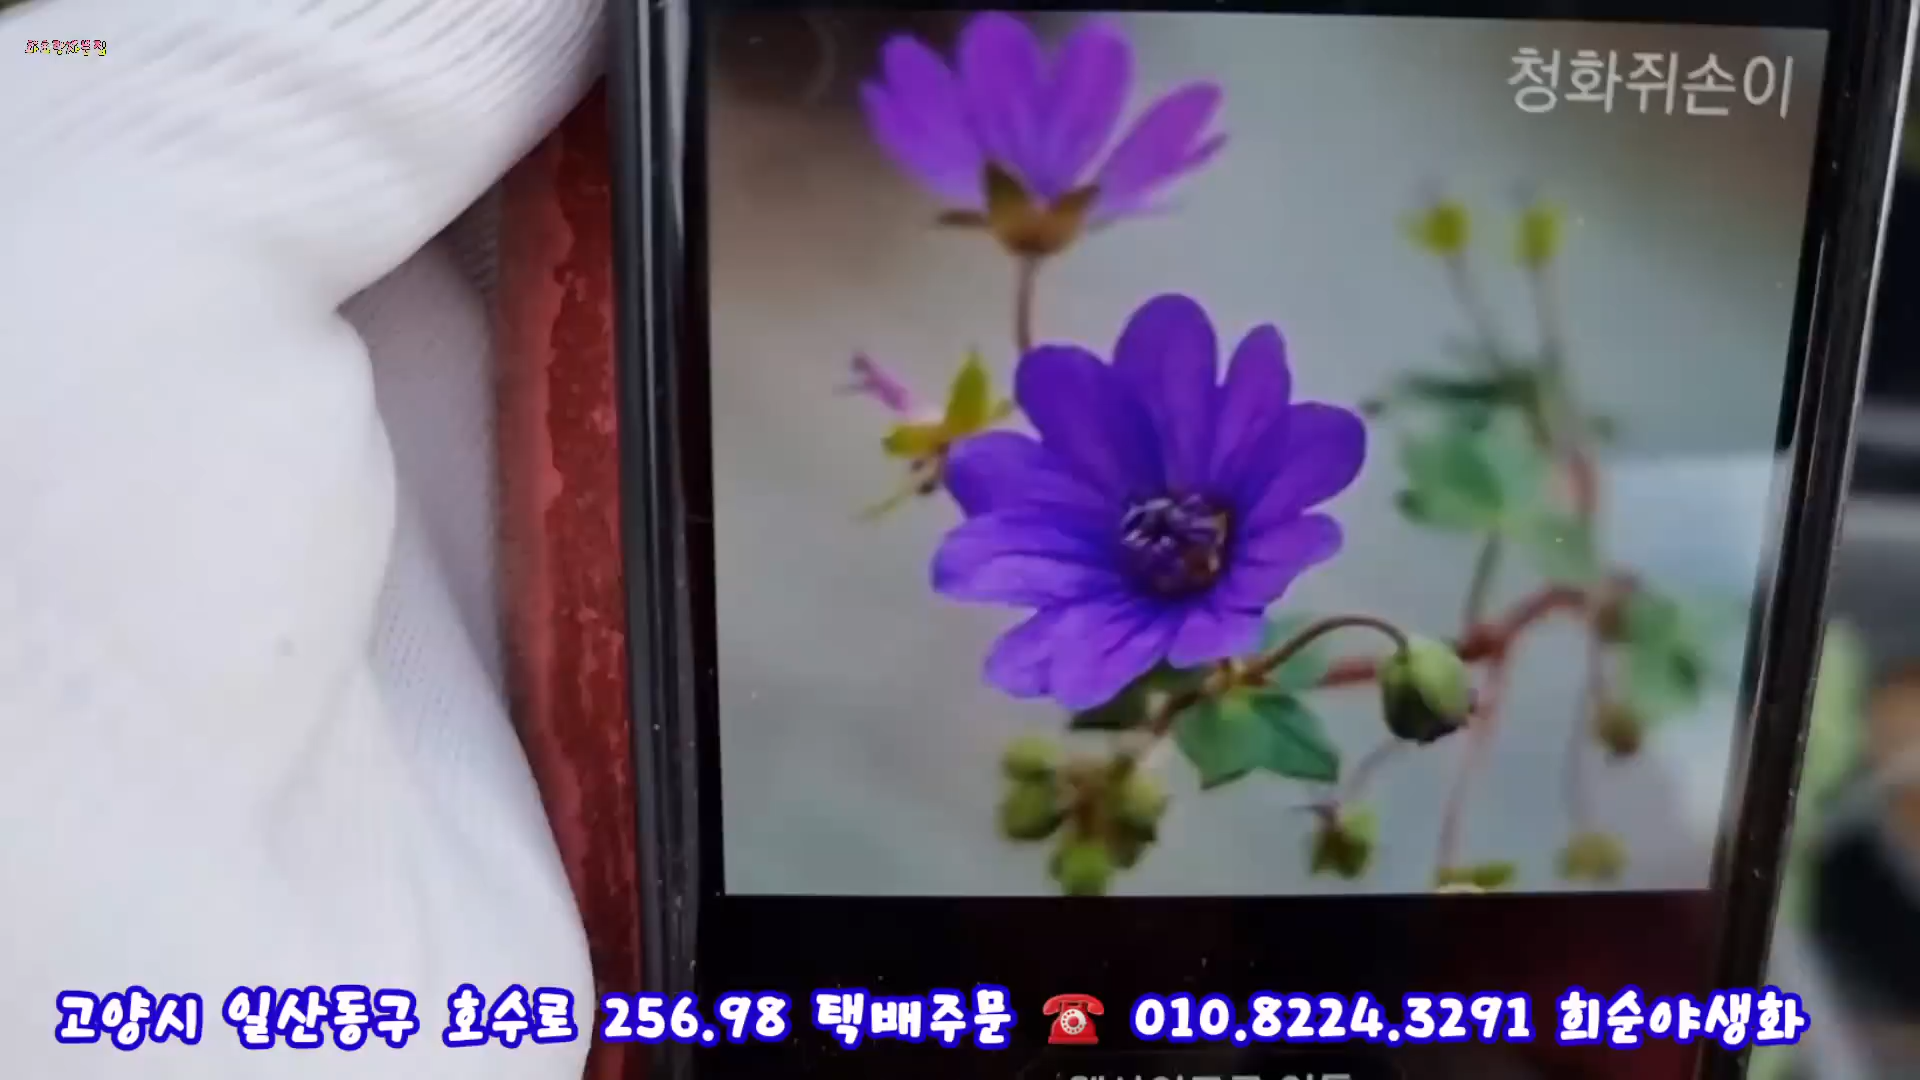 청화쥐손이
고양시 일산동구 호수로 256.98 택배주문 ☎ 010.8224.3291 희순야생화